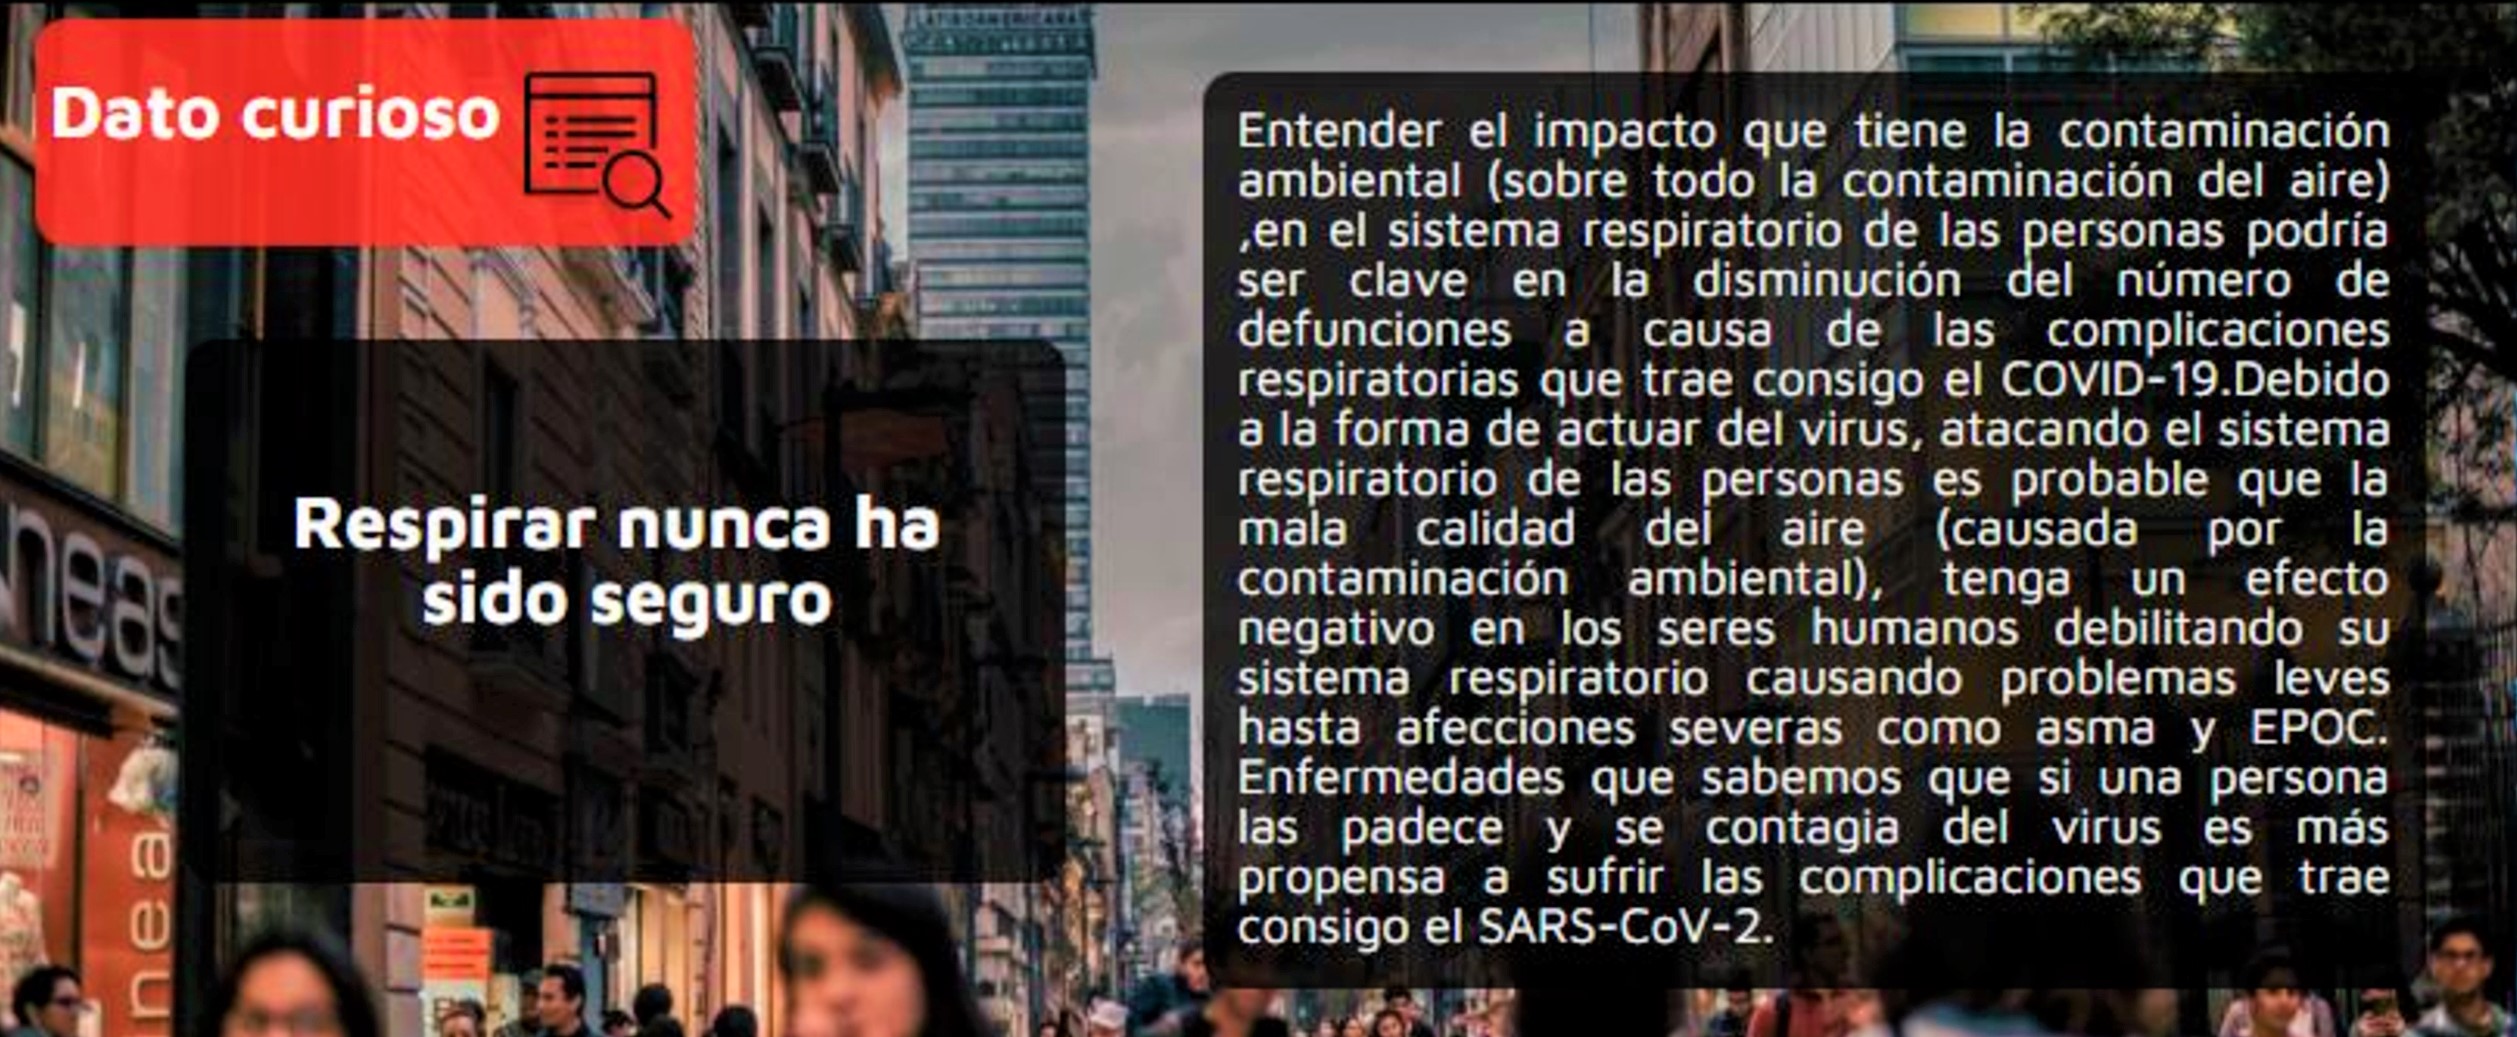 LATINOAMERICANA
Dato curioso
Entender el impacto que tiene la contaminación
ambiental (sobre todo la contaminación del aire)
,en el sistema respiratorio de las personas podría
ser clave en la disminución del número de
defunciones a causa de las complicaciones
respiratorias que trae consigo el COVID-19.Debido
a la forma de actuar del virus, atacando el sistema
respiratorio de las personas es probable que la
mala calidad del aire (causada por la
contaminación ambiental), tenga un efecto
negativo en los seres humanos debilitando su
sistema respiratorio causando problemas leves
hasta afecciones severas como asma y EPOC.
Enfermedades que sabemos que si una persona
las padece y se contagia del virus es más
propensa a sufrir las complicaciones que trae
consigo el SARS-CoV-2.
Respirar nunca ha
sido seguro
neas
nea